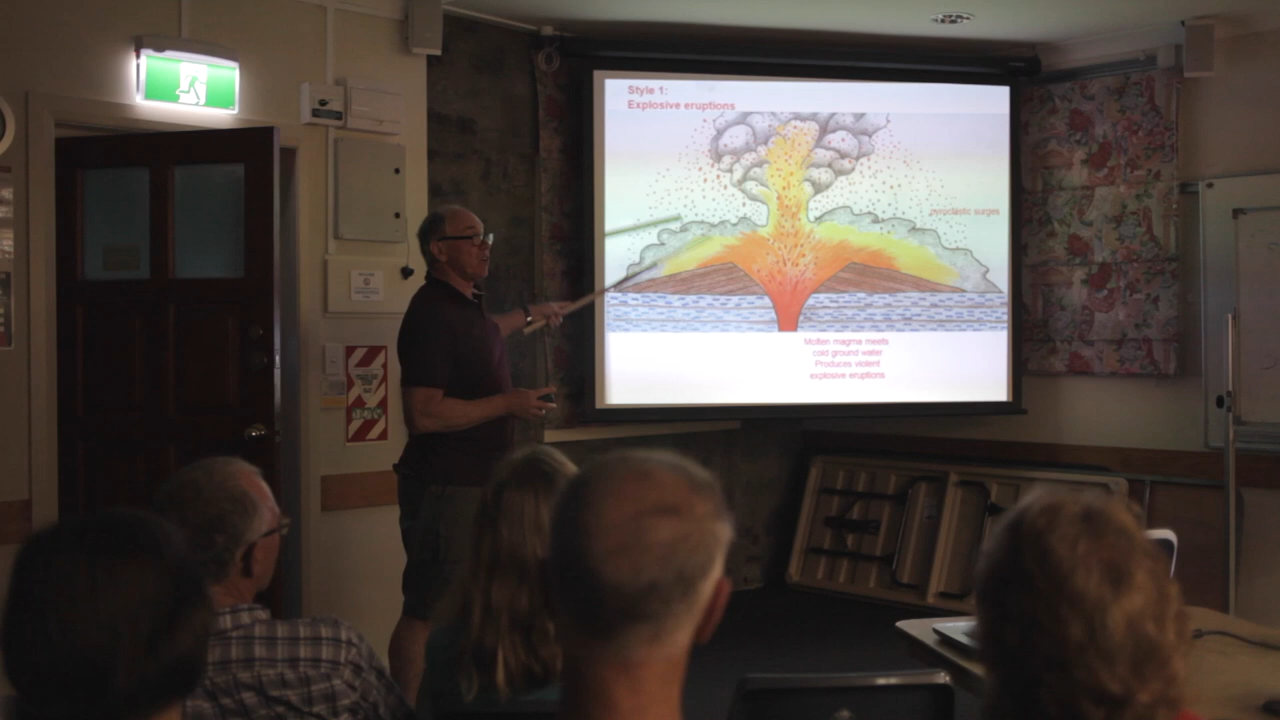 Style 1:
Explosive eruptions
pyroclastic surges
Molten magma meets
cold ground water
Produces violent
explosive eruptions